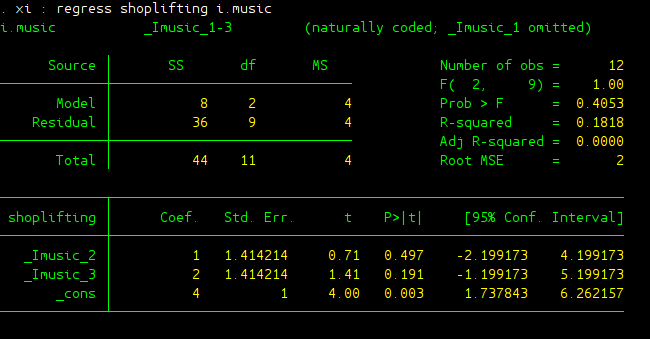 . xi : regress shoplifting i.music
i.music _Imusic_1-3 (naturally coded; _Imusic_1 omitted)
Source SS df MS Number of obs = 12
F( 2, 9) = 1.00
Model 8 2 4 Prob > F = 0.4053
Residual 36 9 4 R-squared = 0.1818
Adj R-squared = 0.0000
Total 44 11 4 Root MSE = 2
shoplifting Coef. Std. Err. t P>|t| [95% Conf. Interval]
_Imusic_2 1 1.414214 0.71 0.497 -2.199173 4.199173
_Imusic_3 2 1.414214 1.41 0.191 -1.199173 5.199173
_cons 4 1 4.00 0.003 1.737843 6.262157